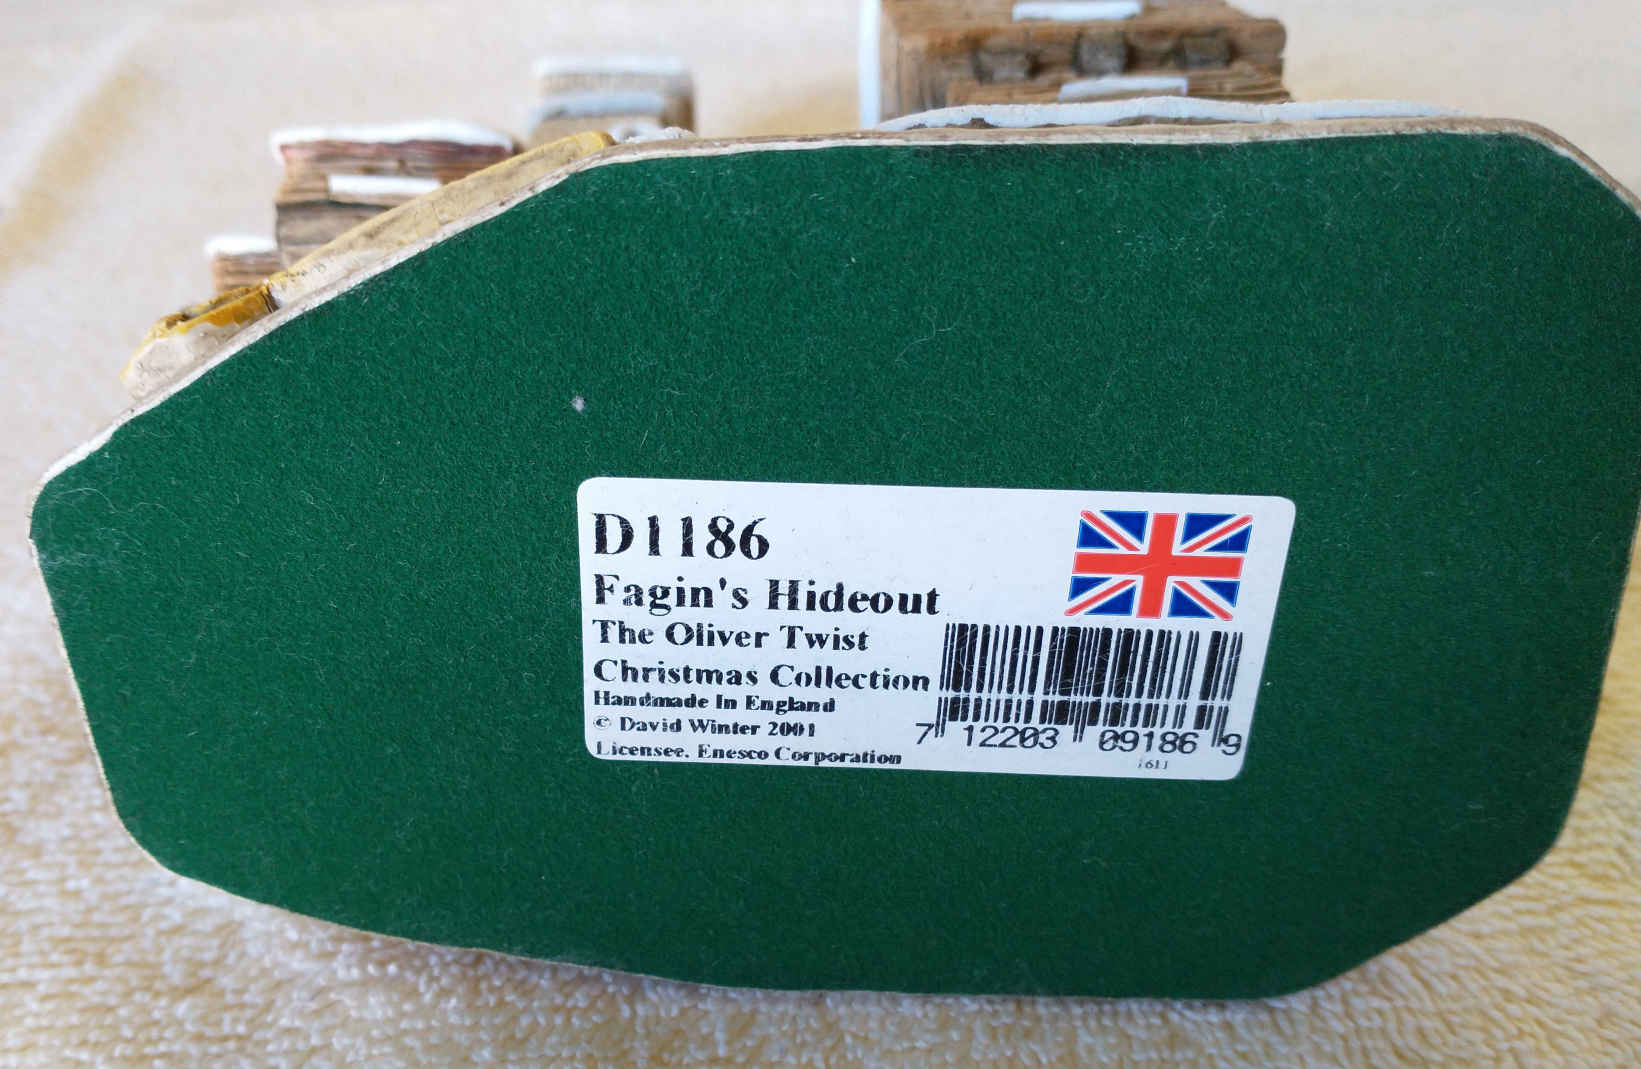 D1186
Fagin's Hideout
The Oliver Twist
Christmas Collection
Handmade In England
© David Winter 2001
Licensee. Enesco Corporation
7 12203 09186 9
1611